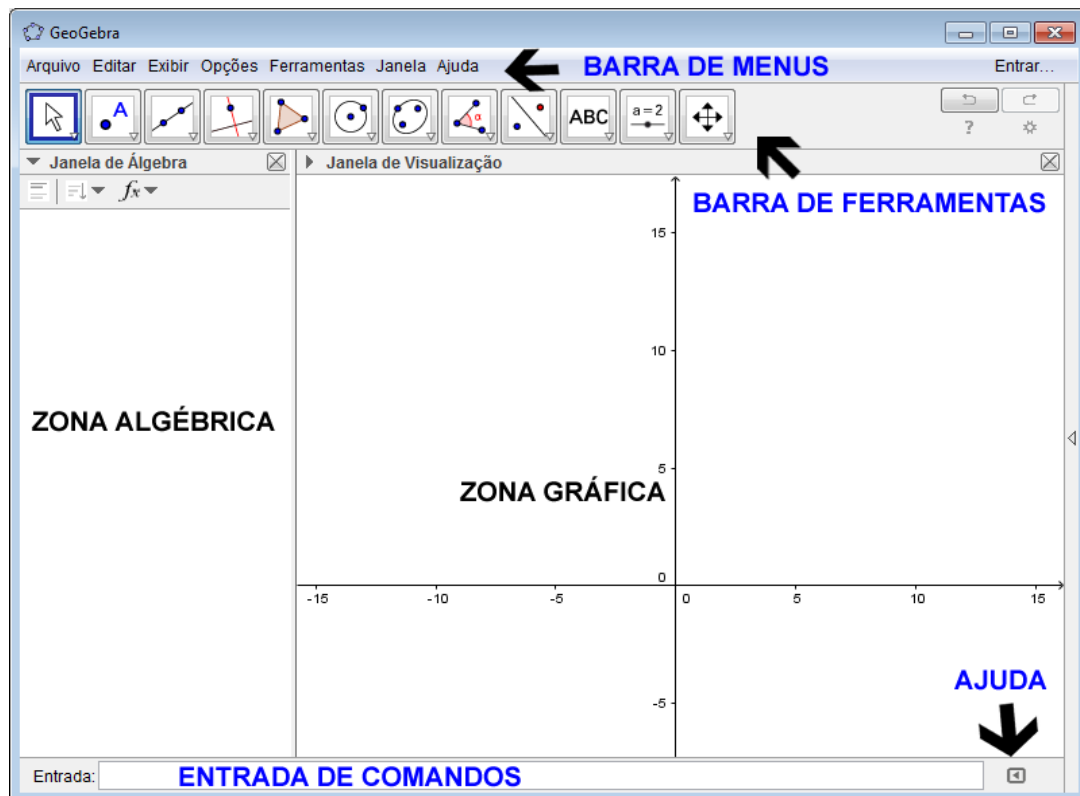 GeoGebra
Arquivo Editar Exibir Opções Ferramentas Janela Ajuda BARRA DE MENUS Entrar...
A α ABC a=2 ?
Janela de Álgebra Janela de Visualização
fx BARRA DE FERRAMENTAS
15
10
ZONA ALGÉBRICA
5
ZONA GRÁFICA
0
-15 -10 -5 0 5 10 15
AJUDA
-5
Entrada: ENTRADA DE COMANDOS